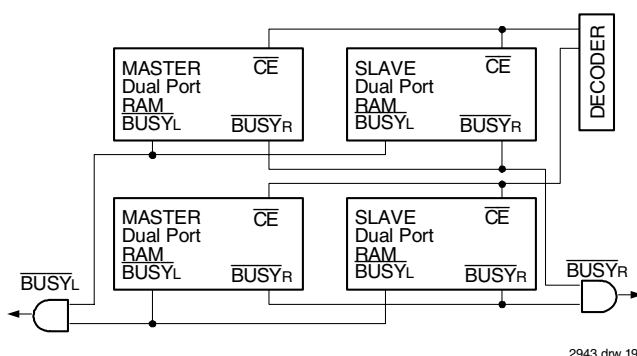 MASTER
Dual Port
RAM
BUSYL
CE
BUSYR
SLAVE
Dual Port
RAM
BUSYL
CE
BUSYR
DECODER
MASTER
Dual Port
RAM
BUSYL
CE
BUSYR
SLAVE
Dual Port
RAM
BUSYL
CE
BUSYR
BUSYL
BUSYR
2943 drw 19